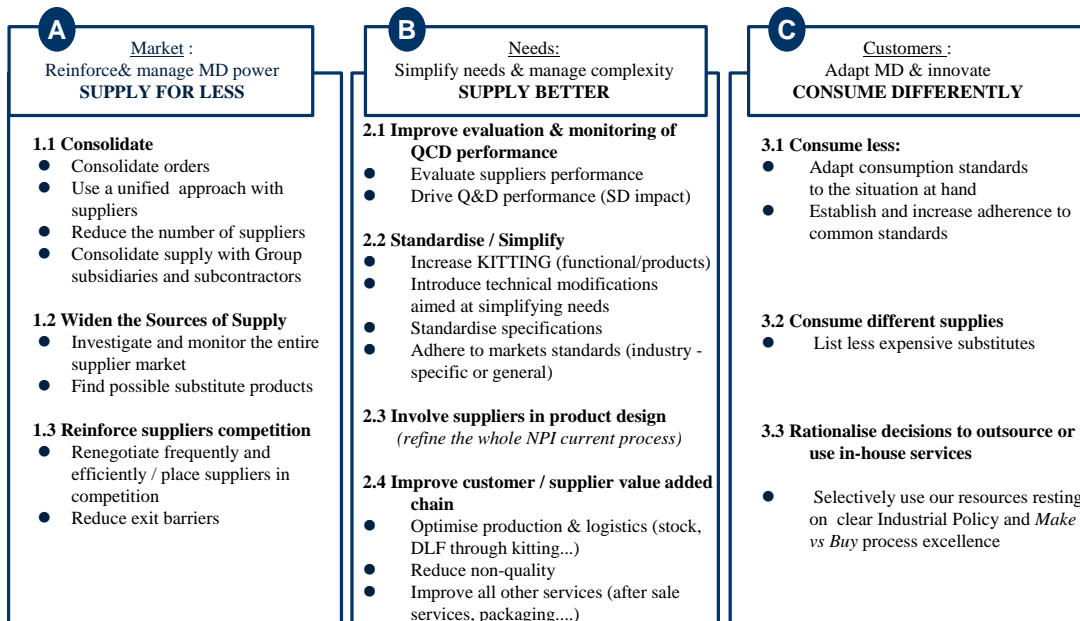 A
Market :
Reinforce& manage MD power
SUPPLY FOR LESS
1.1 Consolidate
● Consolidate orders
● Use a unified approach with
suppliers
● Reduce the number of suppliers
● Consolidate supply with Group
subsidiaries and subcontractors
1.2 Widen the Sources of Supply
● Investigate and monitor the entire
supplier market
● Find possible substitute products
1.3 Reinforce suppliers competition
● Renegotiate frequently and
efficiently / place suppliers in
competition
● Reduce exit barriers
B
Needs:
Simplify needs & manage complexity
SUPPLY BETTER
2.1 Improve evaluation & monitoring of
QCD performance
● Evaluate suppliers performance
● Drive Q&D performance (SD impact)
2.2 Standardise / Simplify
● Increase KITTING (functional/products)
● Introduce technical modifications
aimed at simplifying needs
● Standardise specifications
● Adhere to markets standards (industry -
specific or general)
2.3 Involve suppliers in product design
(refine the whole NPI current process)
2.4 Improve customer / supplier value added
chain
● Optimise production & logistics (stock,
DLF through kitting...)
● Reduce non-quality
● Improve all other services (after sale
services, packaging....)
C
Customers :
Adapt MD & innovate
CONSUME DIFFERENTLY
3.1 Consume less:
● Adapt consumption standards
to the situation at hand
● Establish and increase adherence to
common standards
3.2 Consume different supplies
● List less expensive substitutes
3.3 Rationalise decisions to outsource or
use in-house services
● Selectively use our resources resting
on clear Industrial Policy and Make
vs Buy process excellence